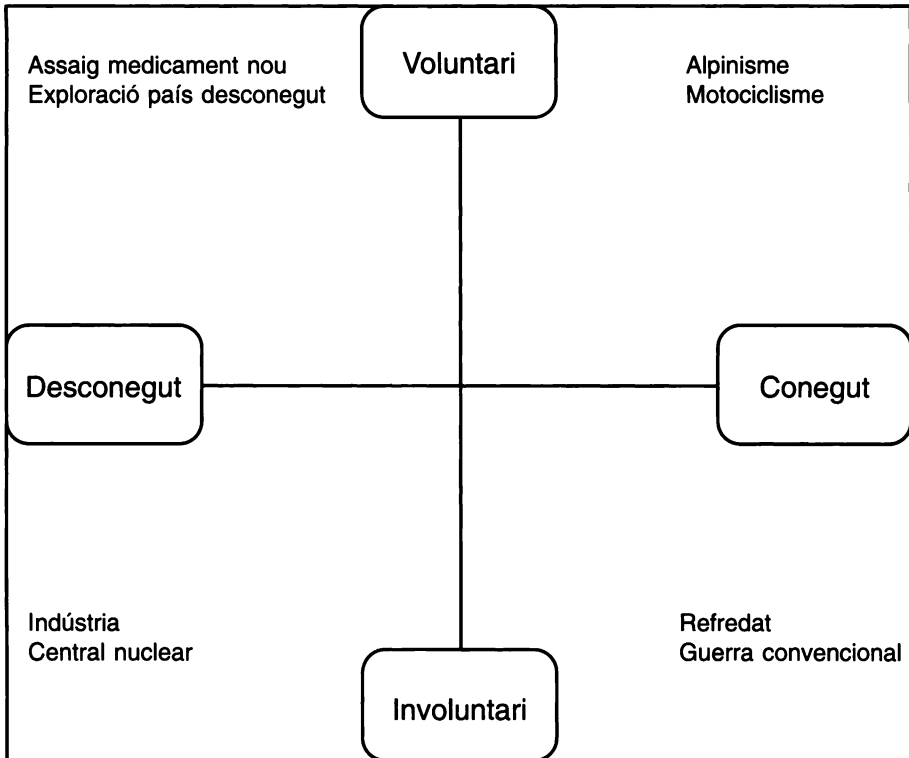 Assaig medicament nou
Exploració país desconegut
Voluntari
Alpinisme
Motociclisme
Desconegut
Conegut
Indústria
Central nuclear
Involuntari
Refredat
Guerra convencional